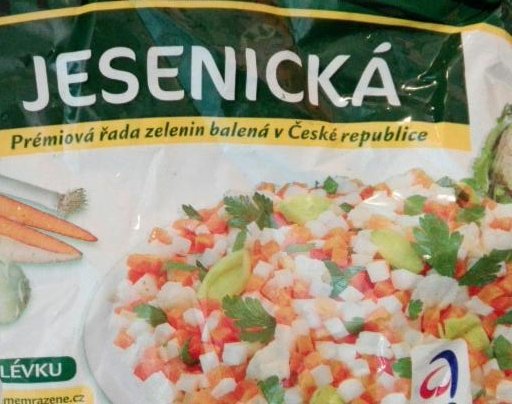 JESENICKÁ
Prémiová řada zelenin balená v České republice
LÉVKU
memrazene.cz
a